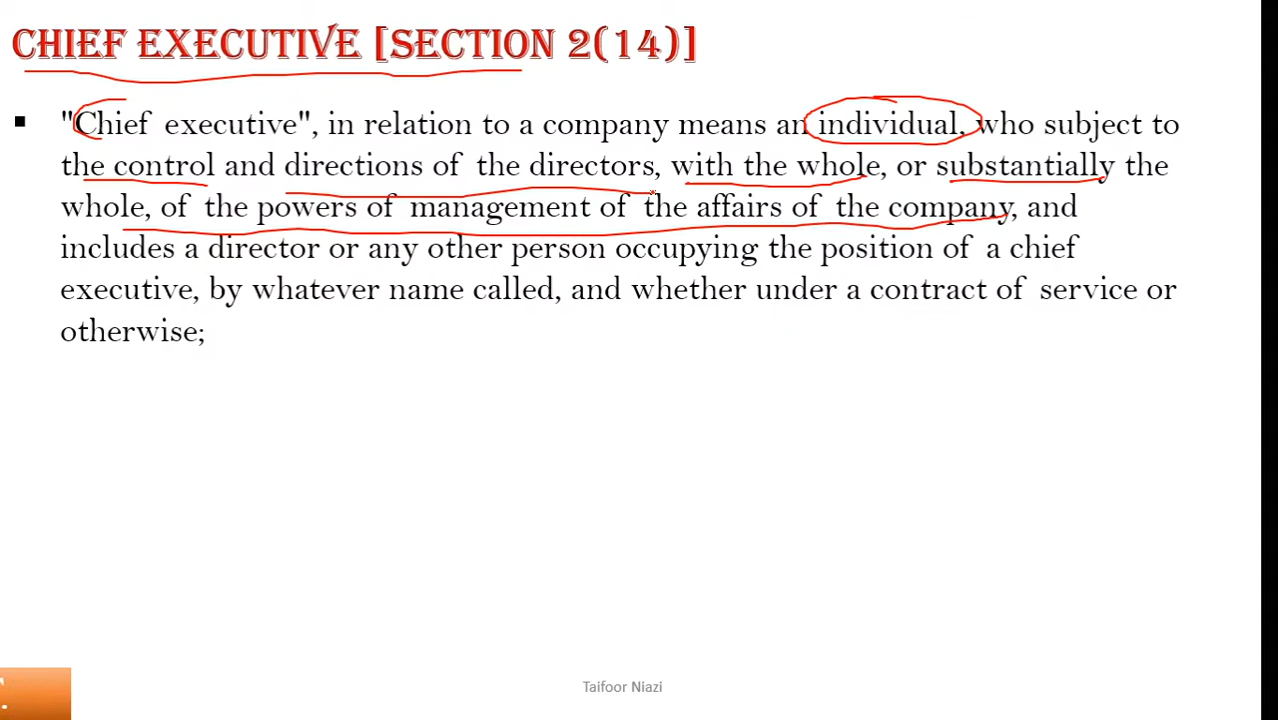 CHIEF EXECUTIVE [SECTION 2(14)]
▪ "Chief executive", in relation to a company means an individual, who subject to
the control and directions of the directors, with the whole, or substantially the
whole, of the powers of management of the affairs of the company, and
includes a director or any other person occupying the position of a chief
executive, by whatever name called, and whether under a contract of service or
otherwise;
Taifoor Niazi